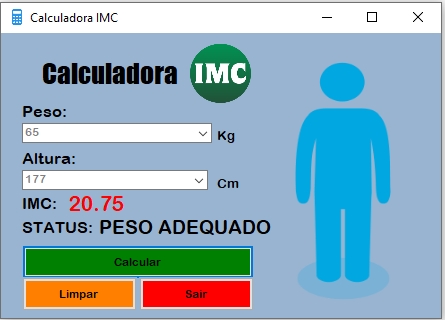 Calculadora IMC
Calculadora IMC
Peso:
65 Kg
Altura:
177 Cm
IMC: 20.75
STATUS: PESO ADEQUADO
Calcular
Limpar Sair